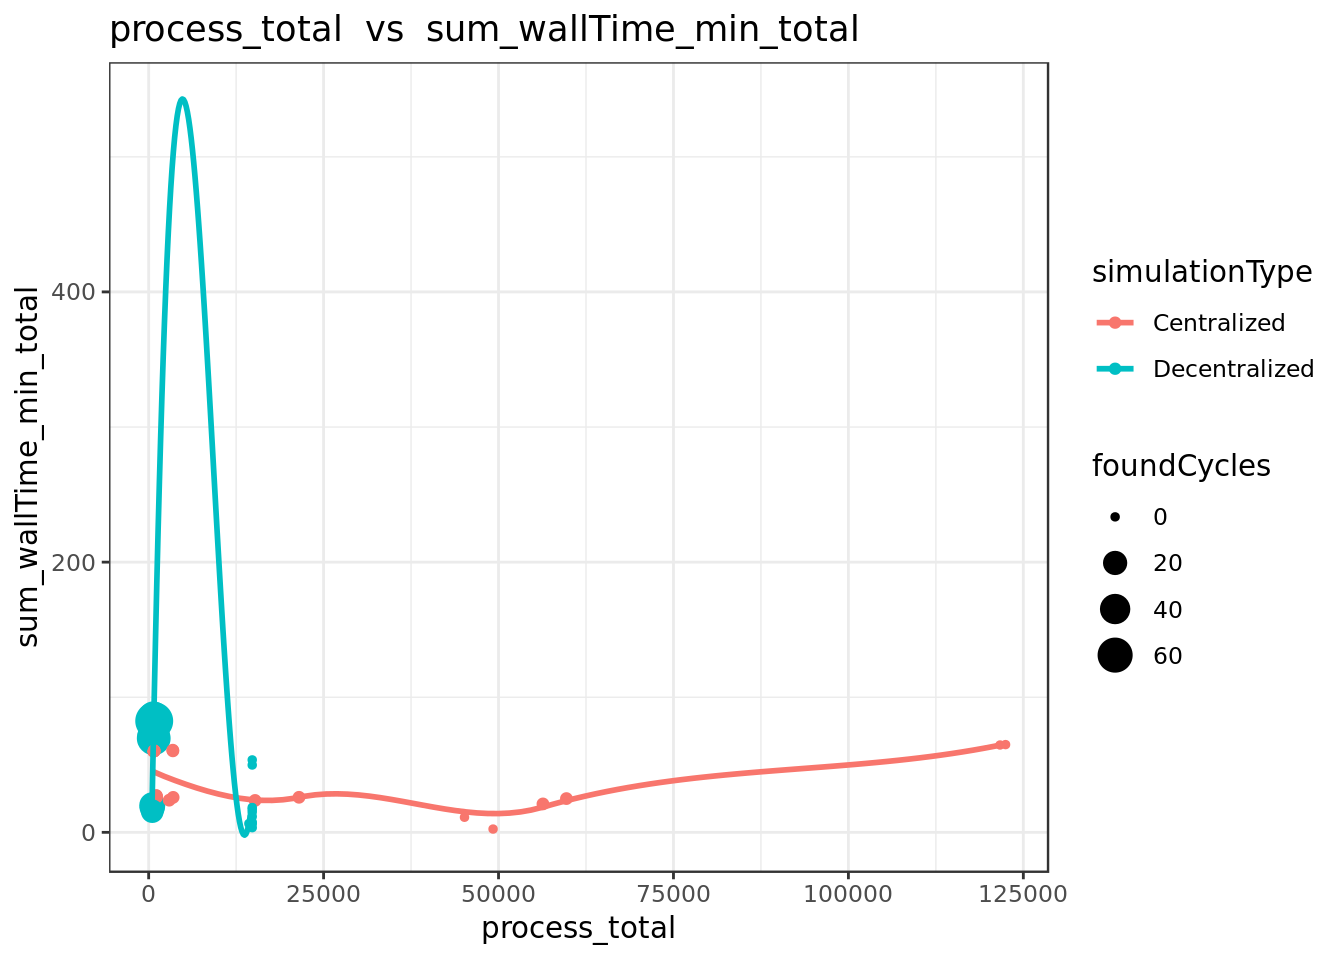 process_total  vs  sum_wallTime_min_total
sum_wallTime_min_total
400
200
0
0
25000
50000
75000
100000
125000
process_total
simulationType
Centralized
Decentralized
foundCycles
0
20
40
60